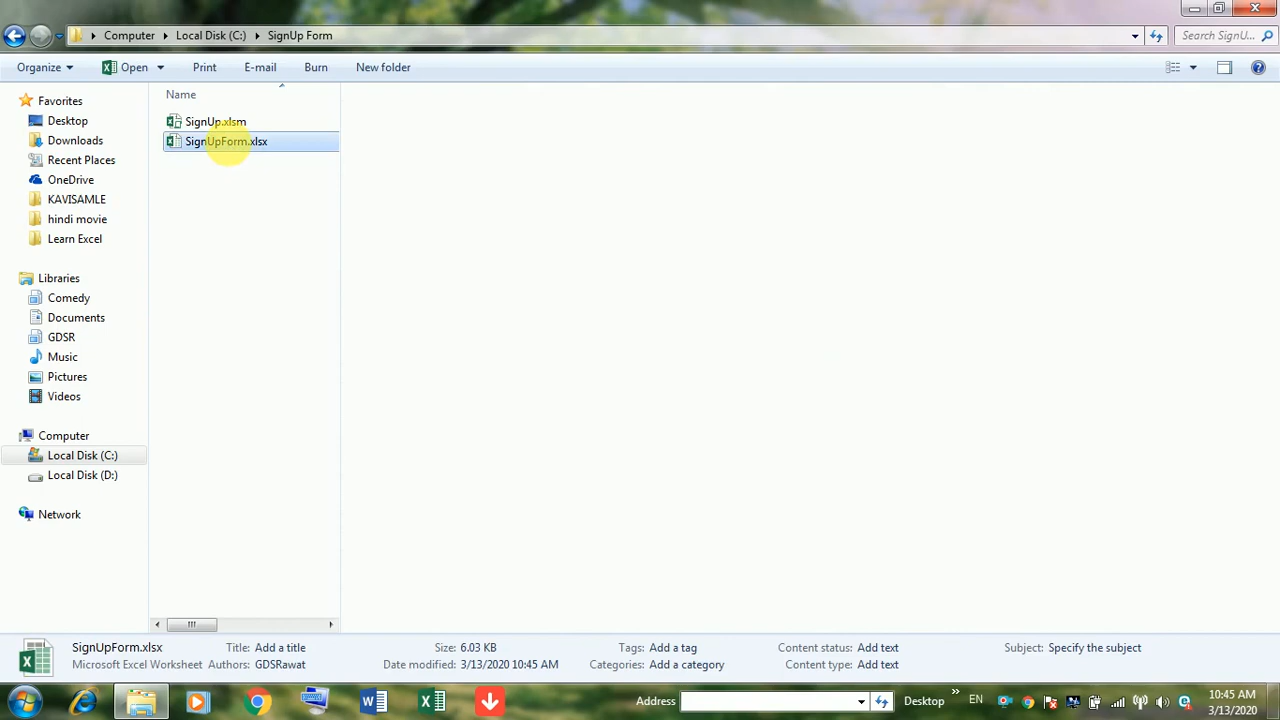 Computer Local Disk (C:) SignUp Form Search SignU...
Organize Open Print E-mail Burn New folder
Name
SignUp.xlsm
SignUpForm.xlsx
Favorites
Desktop
Downloads
Recent Places
OneDrive
KAVISAMLE
hindi movie
Learn Excel
Libraries
Comedy
Documents
GDSR
Music
Pictures
Videos
Computer
Local Disk (C:)
Local Disk (D:)
Network
SignUpForm.xlsx Title: Add a title Size: 6.03 KB Tags: Add a tag Content status: Add text Subject: Specify the subject
Microsoft Excel Worksheet Authors: GDSRawat Date modified: 3/13/2020 10:45 AM Categories: Add a category Content type: Add text
Address Desktop » EN 10:45 AM
3/13/2020